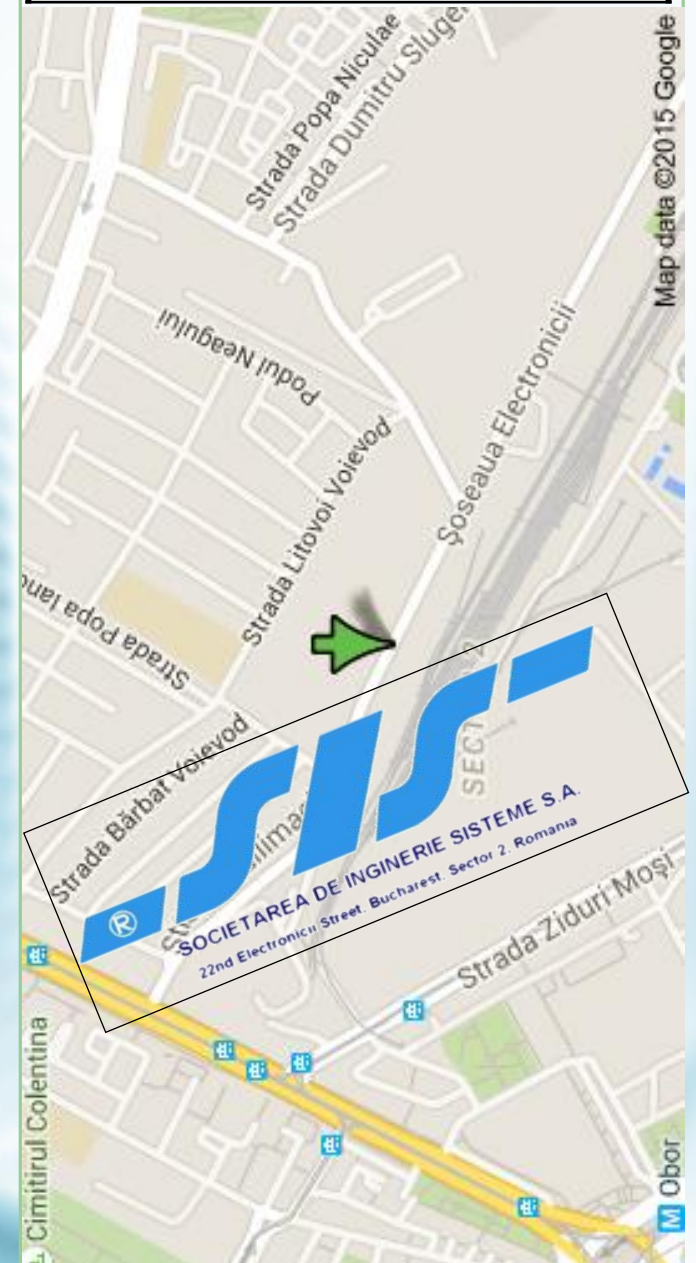 Cimitirul Colentina
Strada Bărbat Voievod
Strada Popa
Podul Neagului
Strada Popa Niculae
Strada Dumitru
Strada Litovoi Voievod
Șoseaua Electronicii
Map data ©2015 Google
®
SIS
SOCIETAREA DE INGINERIE SISTEME S.A.
22nd Electronicii Street, Bucharest, Sector 2, Romania
Strada Ziduri Moși
M Obor